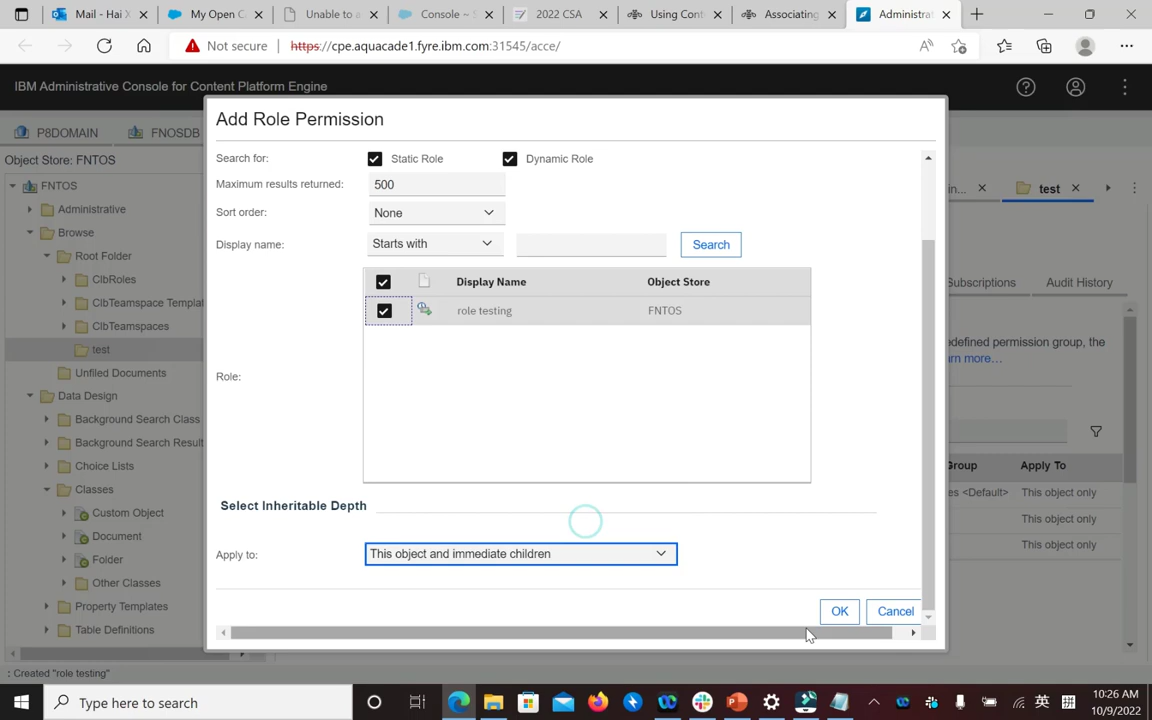 Mail - Hai X
My Open C
Unable to a
Console ~ S
2022 CSA
Using Cont
Associating
Administrat
Not secure
https://cpe.aquacade1.fyre.ibm.com:31545/acce/
IBM Administrative Console for Content Platform Engine
P8DOMAIN
FNOSDB
Object Store: FNTOS
FNTOS
Administrative
Browse
Root Folder
ClbRoles
ClbTeamspace Templat
ClbTeamspaces
test
Unfiled Documents
Data Design
Background Search Class
Background Search Result
Choice Lists
Classes
Custom Object
Document
Folder
Other Classes
Property Templates
Table Definitions
: Created "role testing"
Add Role Permission
Search for:
Static Role
Dynamic Role
Maximum results returned:
500
Sort order:
None
Display name:
Starts with
Search
Display Name
Object Store
role testing
FNTOS
Role:
Select Inheritable Depth
Apply to:
This object and immediate children
OK
Cancel
in...
test
Subscriptions
Audit History
edefined permission group, the
rn more...
Group
Apply To
es <Default>
This object only
This object only
This object only
Type here to search
英
拼
10:26 AM
10/9/2022